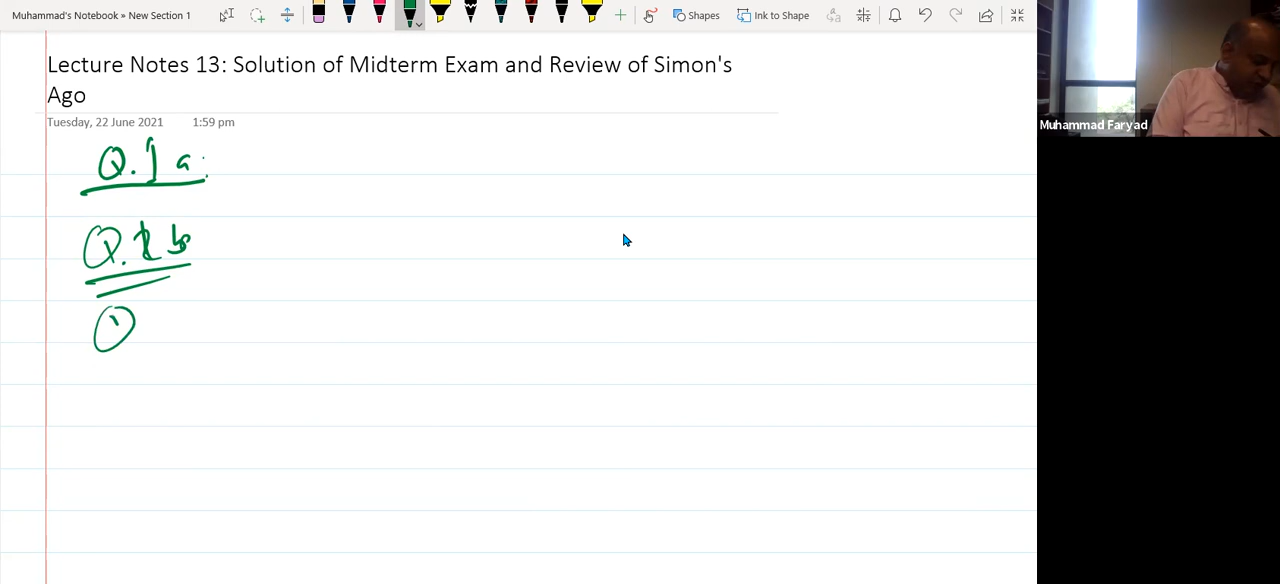 Muhammad's Notebook » New Section 1
Shapes
Ink to Shape
Lecture Notes 13: Solution of Midterm Exam and Review of Simon's
Ago
Tuesday, 22 June 2021 1:59 pm
Muhammad Faryad
Q.1 a:
Q.1 b
①